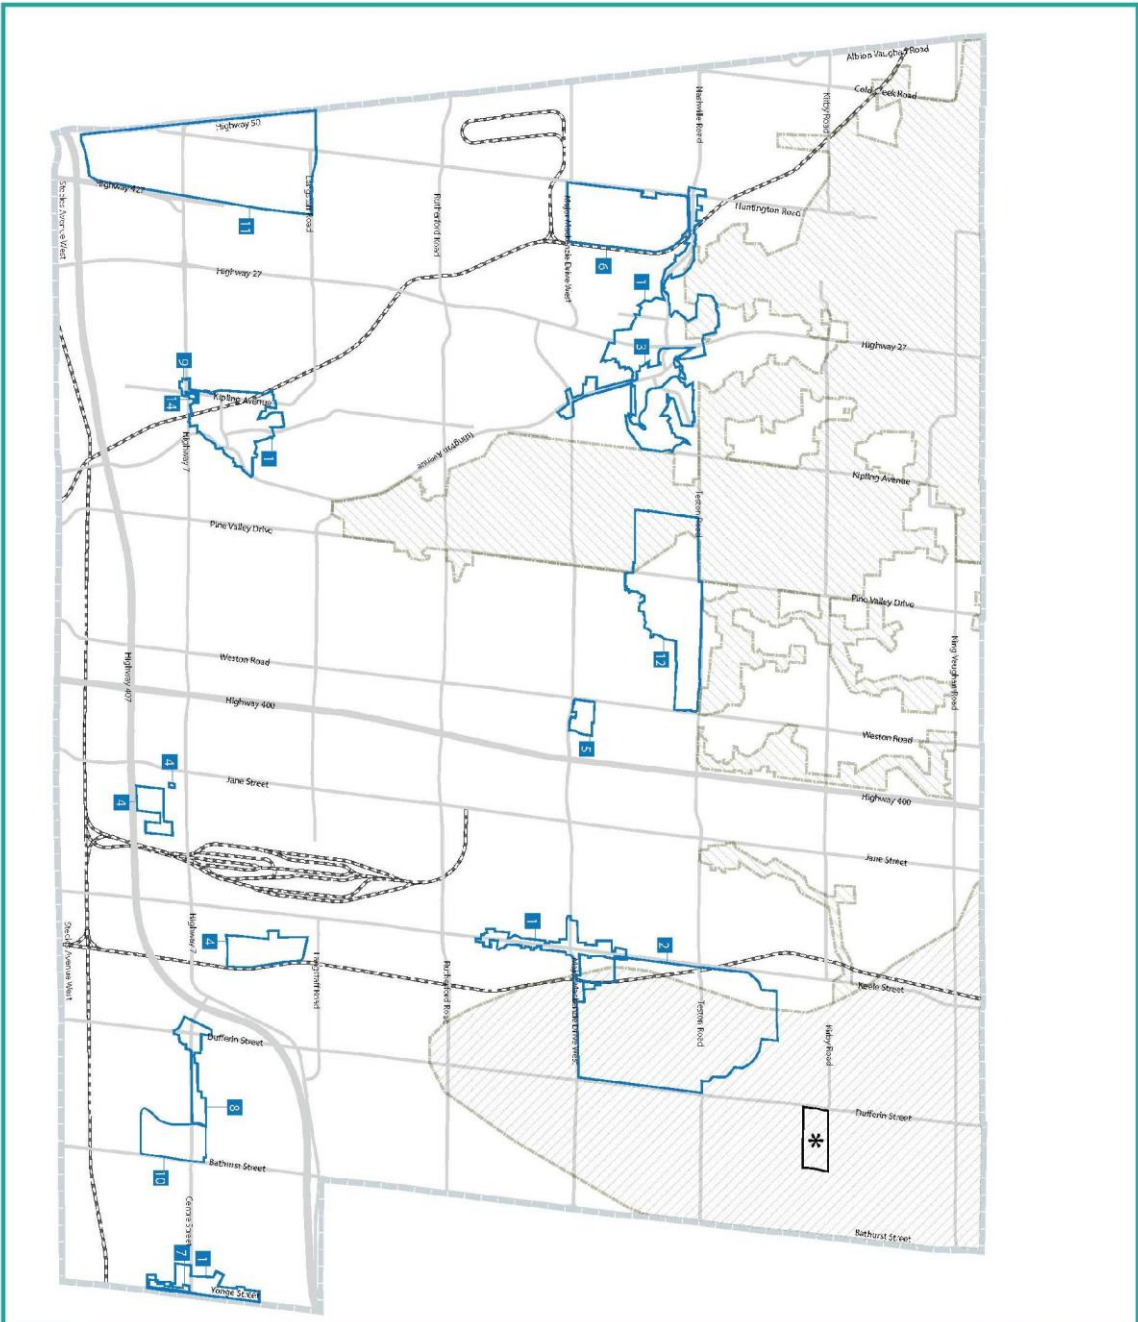 Albion Vaughan Road
Cold Creek Road
Nashville Road
Kirby Road
Highway 50
Highway 427
Langstaff Road
Rutherford Road
Major Mackenzie Drive West
Huntington Road
Steeles Avenue West
11
6
1
Highway 27
3
Highway 27
9
14
Kipling Avenue
Highway 7
1
Islington Avenue
Kipling Avenue
Teston Road
Pine Valley Drive
Pine Valley Drive
12
King Vaughan Road
Weston Road
Highway 407
Highway 400
5
Weston Road
Highway 400
4
4
Jane Street
Jane Street
1
2
Highway 7
4
Steeles Avenue West
Langstaff Road
Rutherford Road
Major Mackenzie Drive West
Teston Road
Keele Street
Kirby Road
Dufferin Street
Dufferin Street
8
*
10
Bathurst Street
Centre Street
Bathurst Street
7
1
Yonge Street